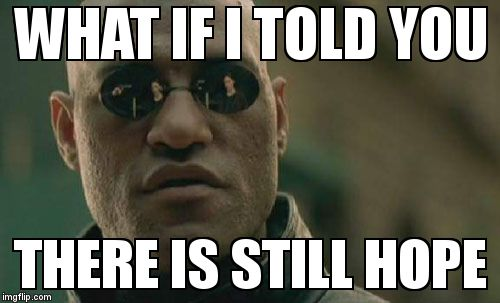 WHAT IF I TOLD YOU
THERE IS STILL HOPE
imgflip.com